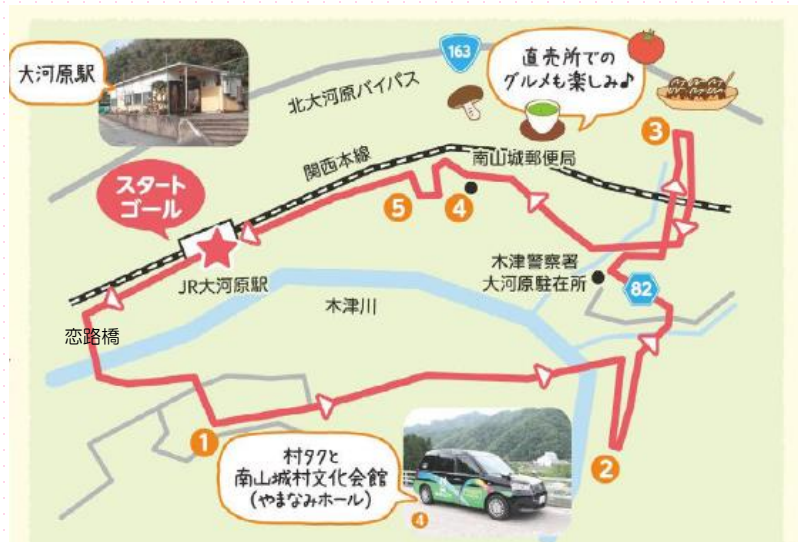 大河原駅
163
直売所での
グルメも楽しみ♪
北大河原バイパス
関西本線
南山城郵便局
3
スタート
ゴール
5
4
JR大河原駅
木津警察署
大河原駐在所
82
木津川
恋路橋
1
2
村タクと
南山城村文化会館
(やまなみホール)
4